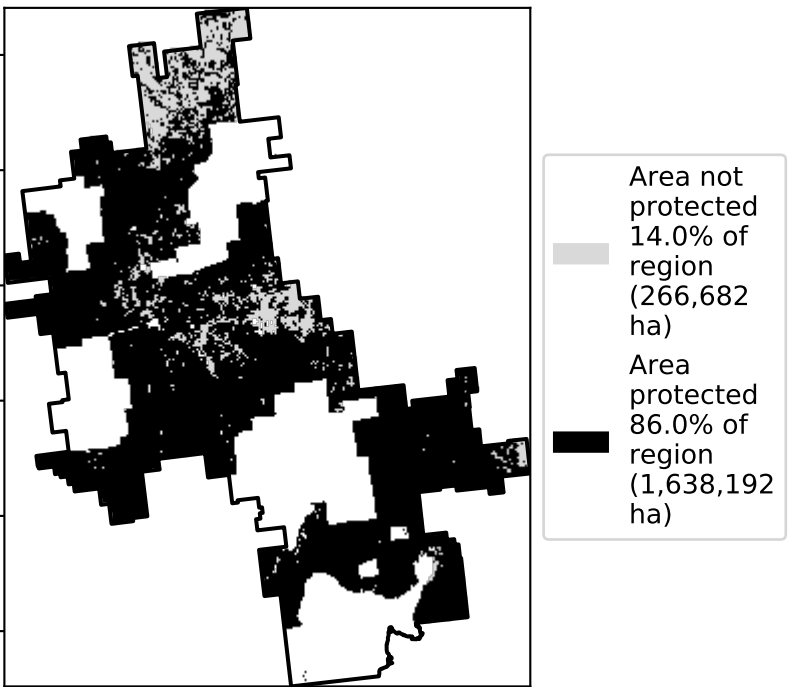 Area not
protected
14.0% of
region
(266,682
ha)
Area
protected
86.0% of
region
(1,638,192
ha)